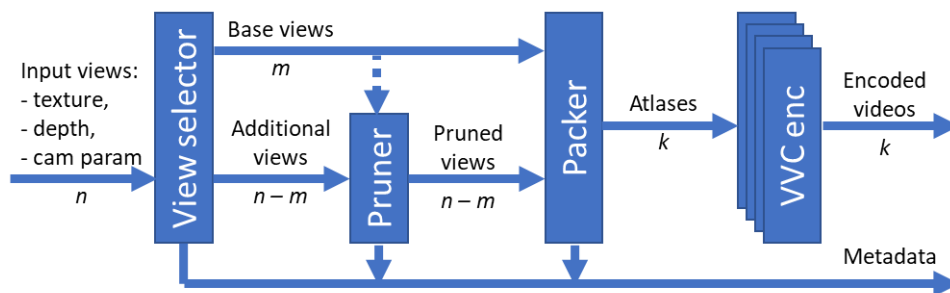 Input views:
- texture,
- depth,
- cam param
n
View selector
Base views
m
Additional
views
n – m
Pruner
Pruned
views
n – m
Packer
Atlases
k
VVC enc
Encoded
videos
k
Metadata